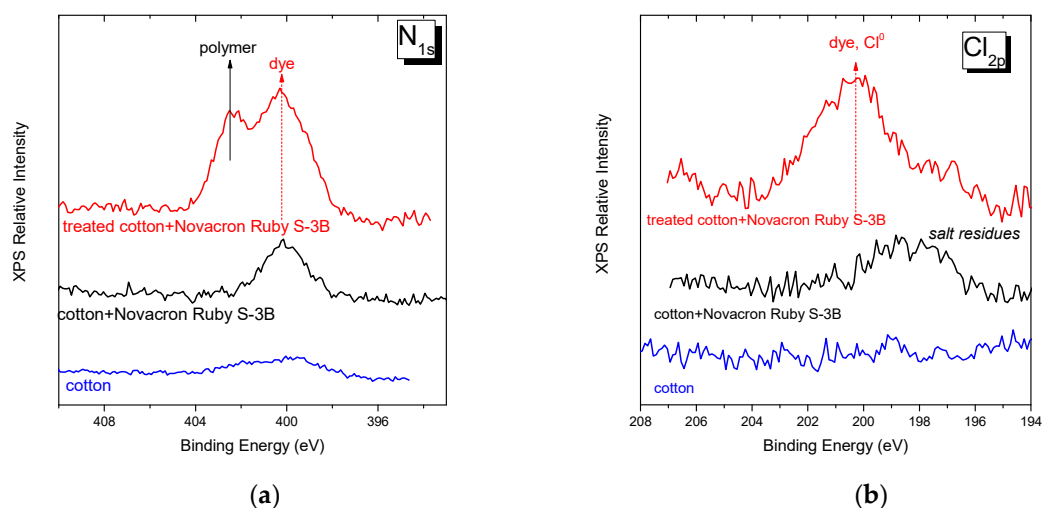 N1s
polymer
dye
XPS Relative Intensity
treated cotton+Novacron Ruby S-3B
cotton+Novacron Ruby S-3B
cotton
408 404 400 396
Binding Energy (eV)
(a)
Cl2p
dye, Cl⁰
XPS Relative Intensity
treated cotton+Novacron Ruby S-3B
salt residues
cotton+Novacron Ruby S-3B
cotton
208 206 204 202 200 198 196 194
Binding Energy (eV)
(b)